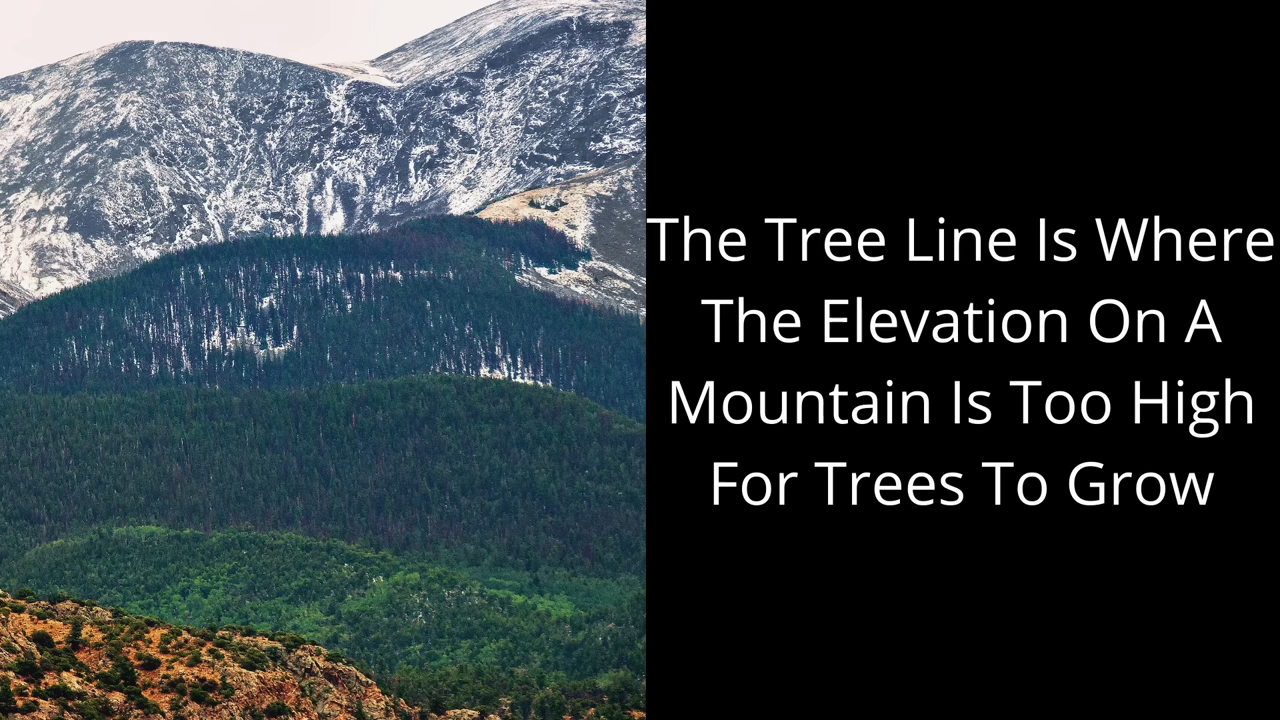 The Tree Line Is Where
The Elevation On A
Mountain Is Too High
For Trees To Grow